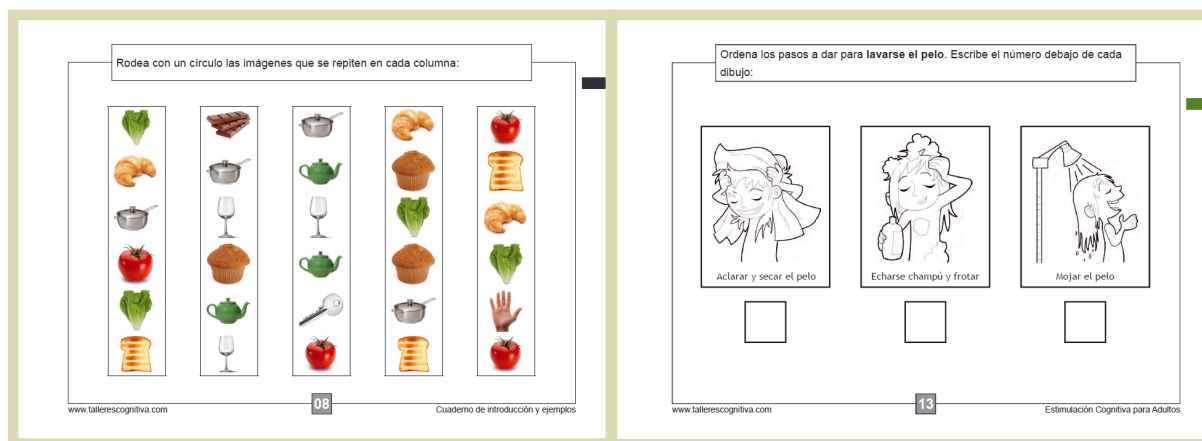 Rodea con un círculo las imágenes que se repiten en cada columna:
www.tallerescognitiva.com
08
Cuaderno de introducción y ejemplos
Ordena los pasos a dar para lavarse el pelo. Escribe el número debajo de cada
dibujo:
Aclarar y secar el pelo
Echarse champú y frotar
Mojar el pelo
www.tallerescognitiva.com
13
Estimulación Cognitiva para Adultos